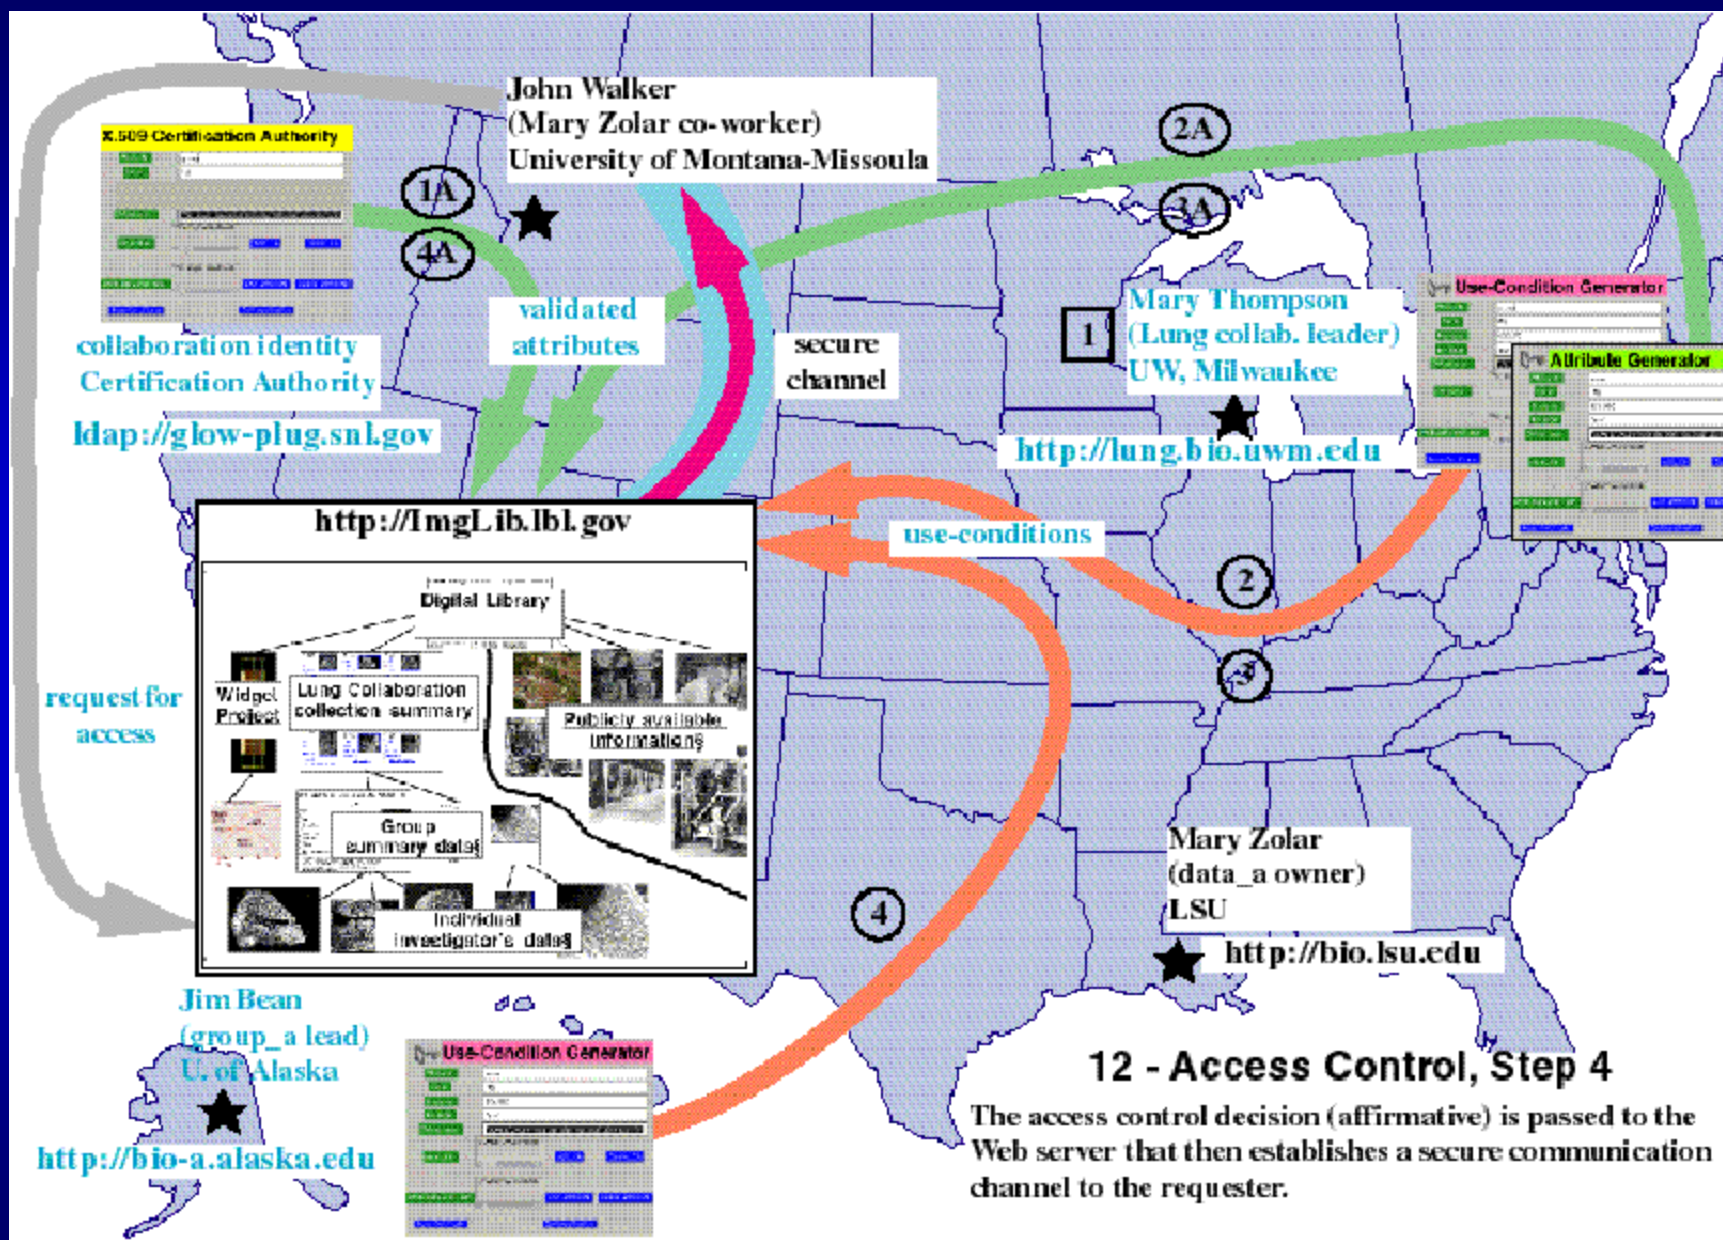 John Walker
(Mary Zolar co-worker)
University of Montana-Missoula
X.509 Certification Authority
1A
4A
2A
3A
collaboration identity
Certification Authority
ldap://glow-plug.snl.gov
validated
attributes
secure
channel
1
Mary Thompson
(Lung collab. leader)
UW, Milwaukee
http://lung.bio.uwm.edu
Use-Condition Generator
Attribute Generator
http://ImgLib.lbl.gov
use-conditions
2
3
4
Digital Library
Widget
Project
Lung Collaboration
collection summary
Publicly available
information§
Group
summary data§
Individual
investigator's data§
request for
access
Mary Zolar
(data_a owner)
LSU
http://bio.lsu.edu
Jim Bean
(group_a lead)
U. of Alaska
http://bio-a.alaska.edu
Use-Condition Generator
12 - Access Control, Step 4
The access control decision (affirmative) is passed to the
Web server that then establishes a secure communication
channel to the requester.